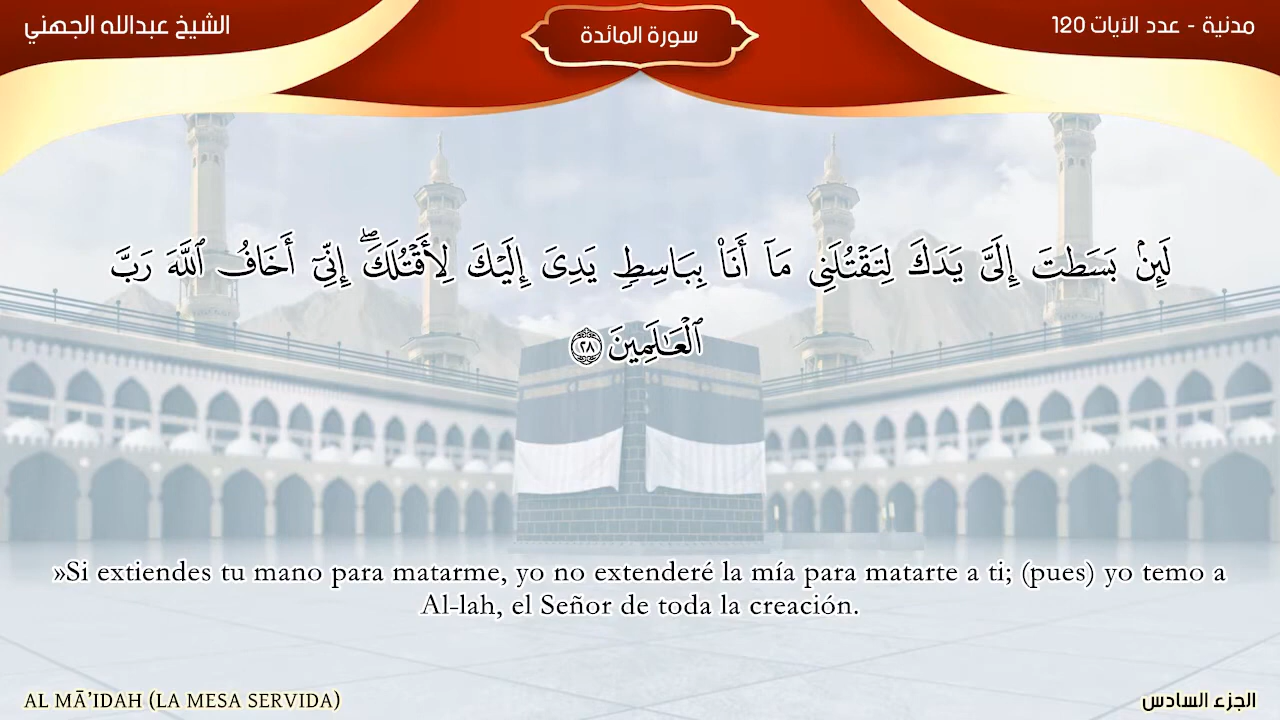 الشيخ عبدالله الجهني
سورة المائدة
مدنية - عدد الآيات 120
لَئِنۢ بَسَطتَ إِلَيَّ يَدَكَ لِتَقْتُلَنِى مَآ أَنَا۠ بِبَاسِطٍۢ يَدِىَ إِلَيْكَ لِأَقْتُلَكَ ۖ إِنِّىٓ أَخَافُ ٱللَّهَ رَبَّ
ٱلْعَـٰلَمِينَ ٢٨
»Si extiendes tu mano para matarme, yo no extenderé la mía para matarte a ti; (pues) yo temo a
Al-lah, el Señor de toda la creación.
AL MĀ’IDAH (LA MESA SERVIDA)
الجزء السادس